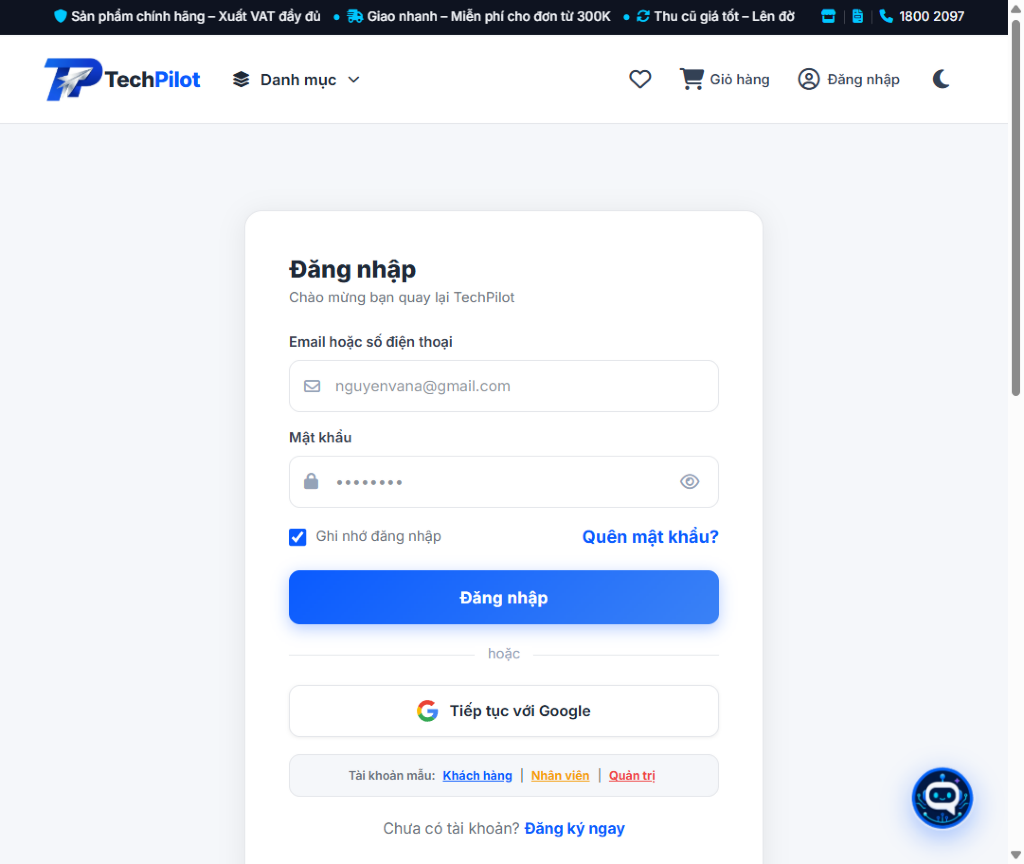 Sản phẩm chính hãng – Xuất VAT đầy đủ • Giao nhanh – Miễn phí cho đơn từ 300K • Thu cũ giá tốt – Lên đờ 1800 2097
TP TechPilot Danh mục Giỏ hàng Đăng nhập
Đăng nhập
Chào mừng bạn quay lại TechPilot
Email hoặc số điện thoại
nguyenvana@gmail.com
Mật khẩu
••••••••
Ghi nhớ đăng nhập Quên mật khẩu?
Đăng nhập
hoặc
Tiếp tục với Google
Tài khoản mẫu: Khách hàng | Nhân viên | Quản trị
Chưa có tài khoản? Đăng ký ngay